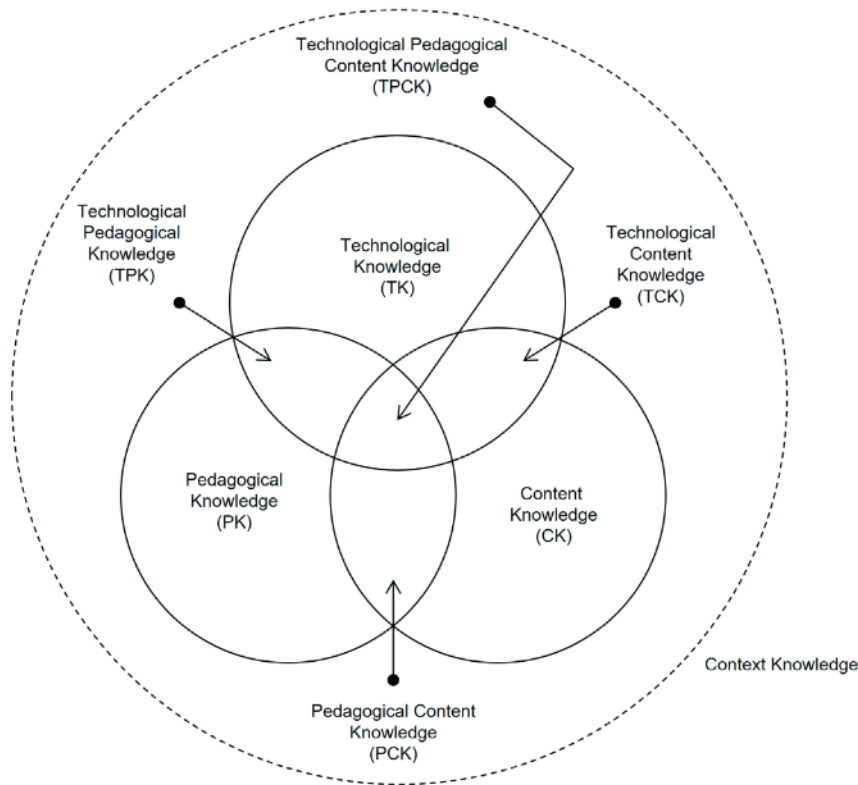 Technological Pedagogical
Content Knowledge
(TPCK)
Technological
Pedagogical
Knowledge
(TPK)
Technological
Knowledge
(TK)
Technological
Content
Knowledge
(TCK)
Pedagogical
Knowledge
(PK)
Content
Knowledge
(CK)
Context Knowledge
Pedagogical Content
Knowledge
(PCK)